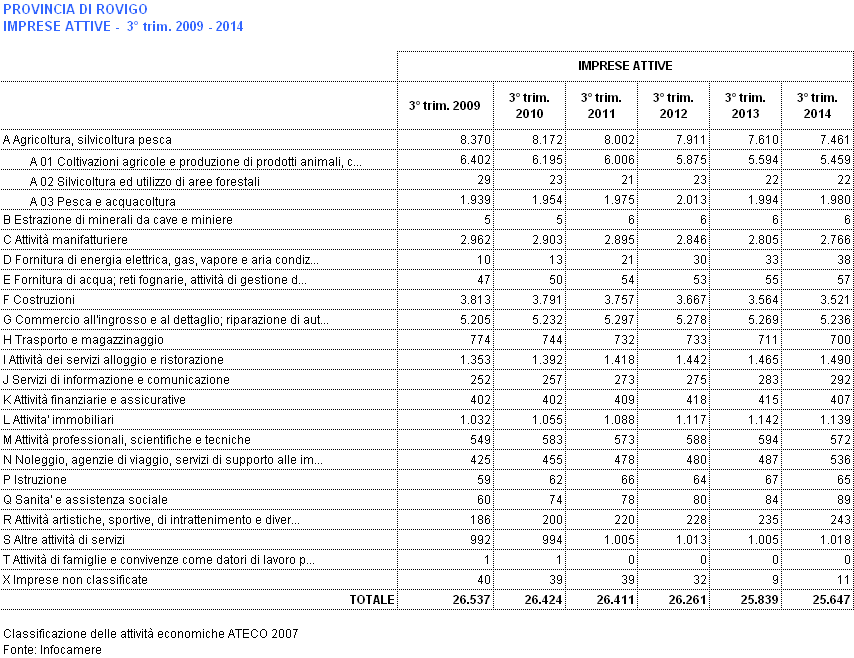 PROVINCIA DI ROVIGO
IMPRESE ATTIVE - 3° trim. 2009 - 2014
IMPRESE ATTIVE
3° trim. 2009 3° trim. 2010 3° trim. 2011 3° trim. 2012 3° trim. 2013 3° trim. 2014
A Agricoltura, silvicoltura pesca 8.370 8.172 8.002 7.911 7.610 7.461
A 01 Coltivazioni agricole e produzione di prodotti animali, c... 6.402 6.195 6.006 5.875 5.594 5.459
A 02 Silvicoltura ed utilizzo di aree forestali 29 23 21 23 22 22
A 03 Pesca e acquacoltura 1.939 1.954 1.975 2.013 1.994 1.980
B Estrazione di minerali da cave e miniere 5 5 6 6 6 6
C Attività manifatturiere 2.962 2.903 2.895 2.846 2.805 2.766
D Fornitura di energia elettrica, gas, vapore e aria condiz... 10 13 21 30 33 38
E Fornitura di acqua; reti fognarie, attività di gestione d... 47 50 54 53 55 57
F Costruzioni 3.813 3.791 3.757 3.667 3.564 3.521
G Commercio all'ingrosso e al dettaglio; riparazione di aut... 5.205 5.232 5.297 5.278 5.269 5.236
H Trasporto e magazzinaggio 774 744 732 733 711 700
I Attività dei servizi alloggio e ristorazione 1.353 1.392 1.418 1.442 1.465 1.490
J Servizi di informazione e comunicazione 252 257 273 275 283 292
K Attività finanziarie e assicurative 402 402 409 418 415 407
L Attivita' immobiliari 1.032 1.055 1.088 1.117 1.142 1.139
M Attività professionali, scientifiche e tecniche 549 583 573 588 594 572
N Noleggio, agenzie di viaggio, servizi di supporto alle im... 425 455 478 480 487 536
P Istruzione 59 62 66 64 67 65
Q Sanita' e assistenza sociale 60 74 78 80 84 89
R Attività artistiche, sportive, di intrattenimento e diver... 186 200 220 228 235 243
S Altre attività di servizi 992 994 1.005 1.013 1.005 1.018
T Attività di famiglie e convivenze come datori di lavoro p... 1 1 0 0 0 0
X Imprese non classificate 40 39 39 32 9 11
TOTALE 26.537 26.424 26.411 26.261 25.839 25.647
Classificazione delle attività economiche ATECO 2007
Fonte: Infocamere